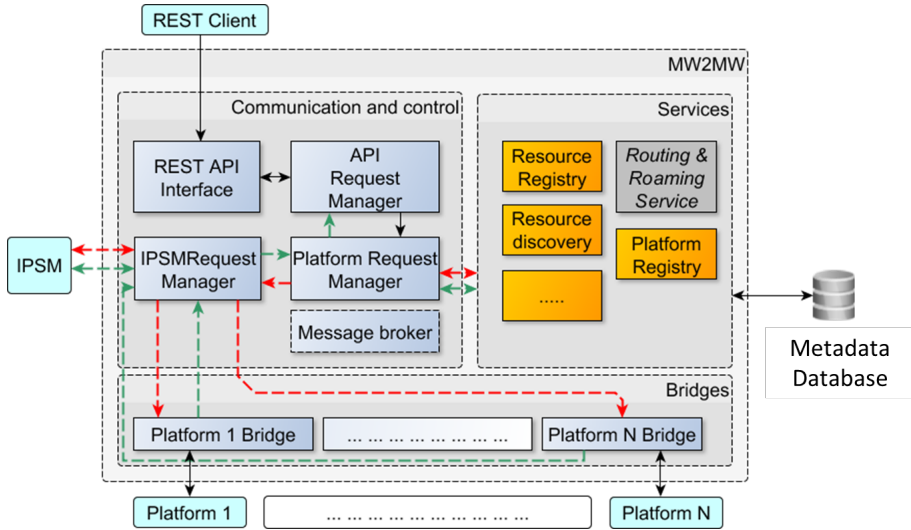 REST Client
MW2MW
Communication and control
Services
REST API
Interface
API
Request
Manager
Resource
Registry
Routing &
Roaming
Service
Resource
discovery
Platform
Registry
IPSM
IPSMRequest
Manager
Platform Request
Manager
.....
Message broker
Metadata
Database
Bridges
Platform 1 Bridge
... ... ... ... ... ... ...
Platform N Bridge
Platform 1
... ... ... ... ... ... ... ... ...
Platform N